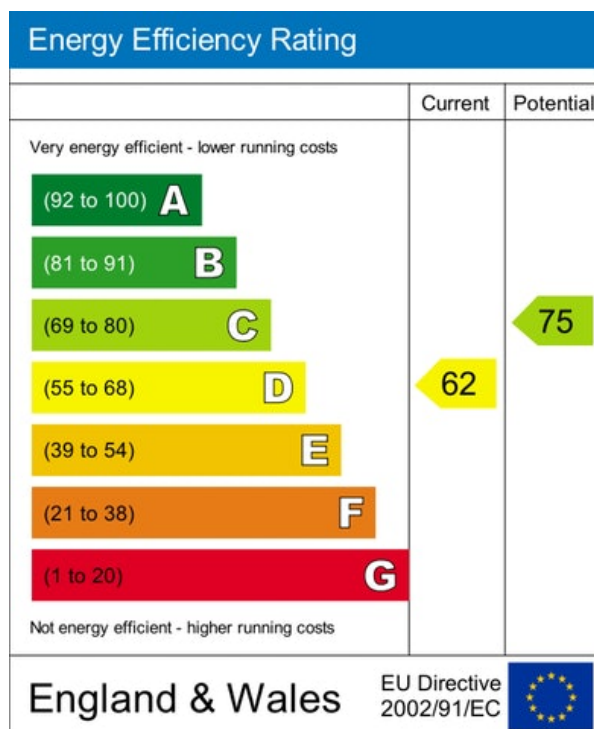 Energy Efficiency Rating
Current Potential
Very energy efficient - lower running costs
(92 to 100) A
(81 to 91) B
(69 to 80) C
75
(55 to 68) D
62
(39 to 54) E
(21 to 38) F
(1 to 20) G
Not energy efficient - higher running costs
England & Wales
EU Directive
2002/91/EC